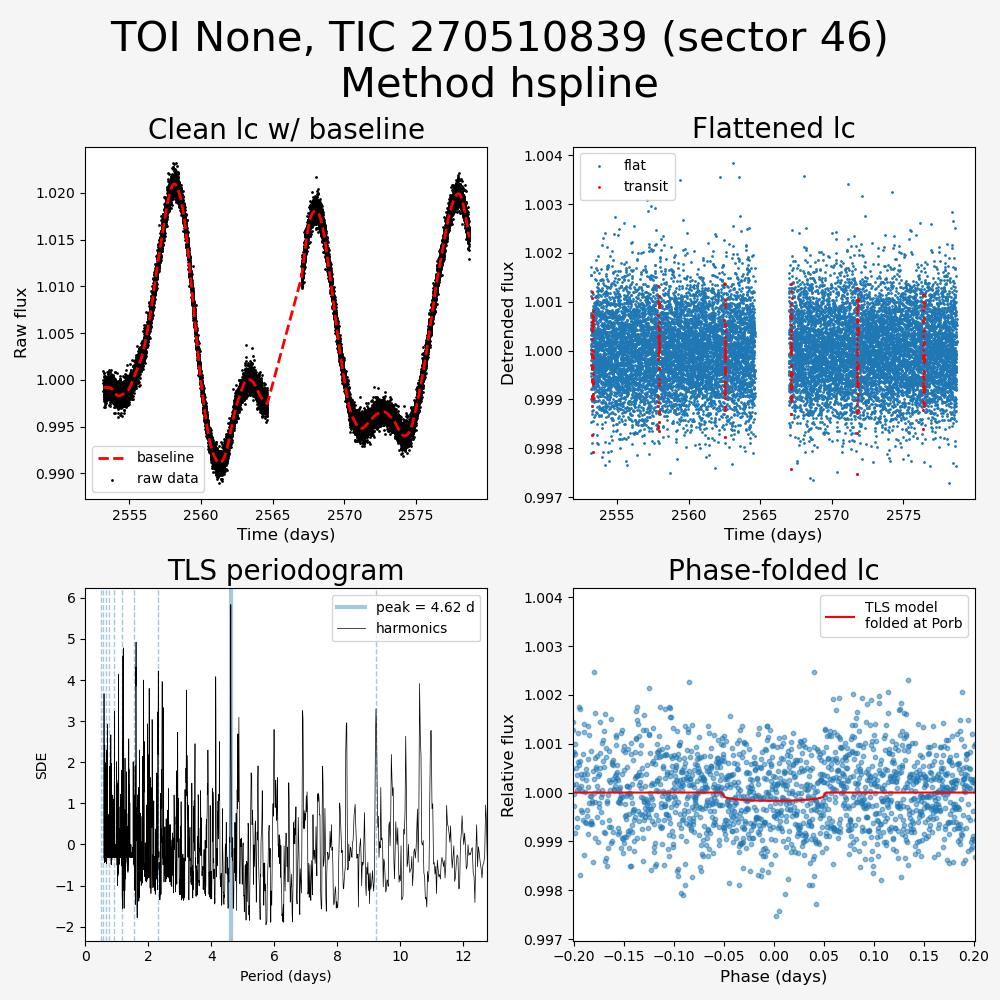 TOI None, TIC 270510839 (sector 46)
Method hspline
Clean lc w/ baseline
1.020
1.015
1.010
1.005
1.000
0.995
0.990
Raw flux
baseline
raw data
2555
2560
2565
2570
2575
Time (days)
Flattened lc
1.004
1.003
1.002
1.001
1.000
0.999
0.998
0.997
Detrended flux
flat
transit
2555
2560
2565
2570
2575
Time (days)
TLS periodogram
6
5
4
3
2
1
0
−1
−2
SDE
peak = 4.62 d
harmonics
0
2
4
6
8
10
12
Period (days)
Phase-folded lc
1.004
1.003
1.002
1.001
1.000
0.999
0.998
0.997
Relative flux
TLS model
folded at Porb
−0.20
−0.15
−0.10
−0.05
0.00
0.05
0.10
0.15
0.20
Phase (days)